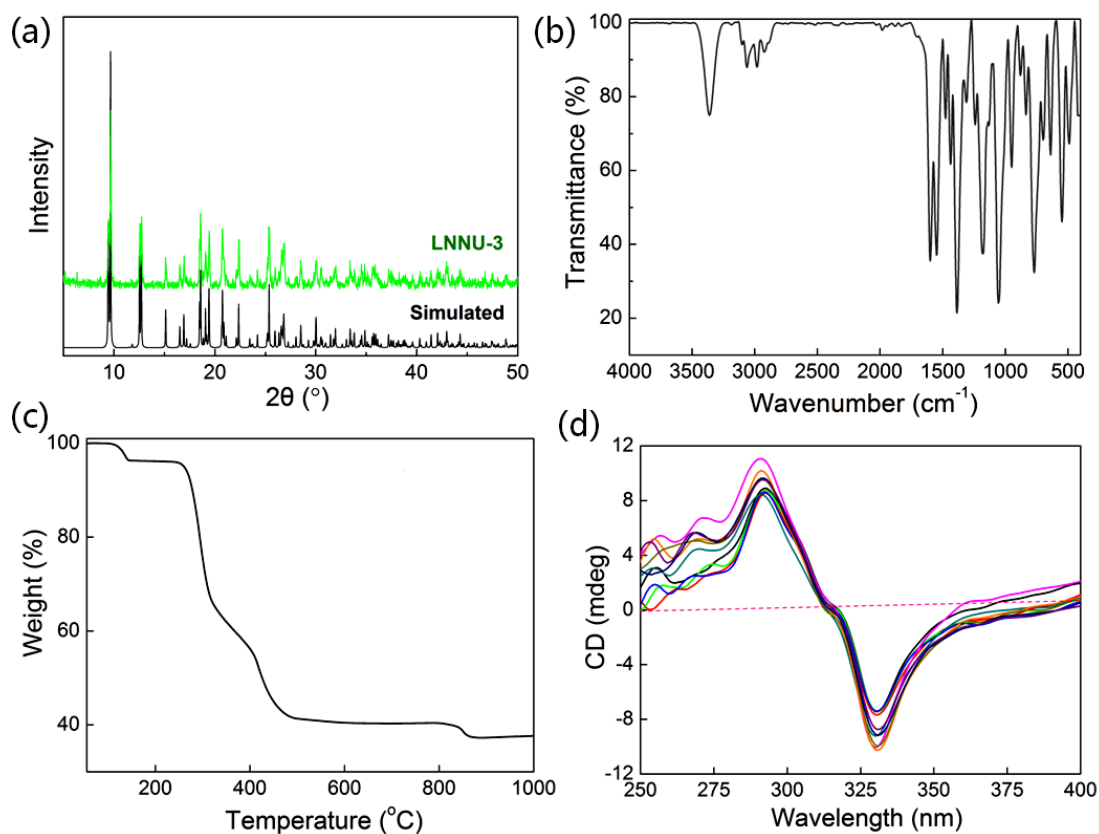 (a)
Intensity
LNNU-3
Simulated
10 20 30 40 50
2θ (°)
(b)
Transmittance (%)
100
80
60
40
20
4000 3500 3000 2500 2000 1500 1000 500
Wavenumber (cm⁻¹)
(c)
Weight (%)
100
80
60
40
200 400 600 800 1000
Temperature (°C)
(d)
CD (mdeg)
12
8
4
0
-4
-8
-12
250 275 300 325 350 375 400
Wavelength (nm)